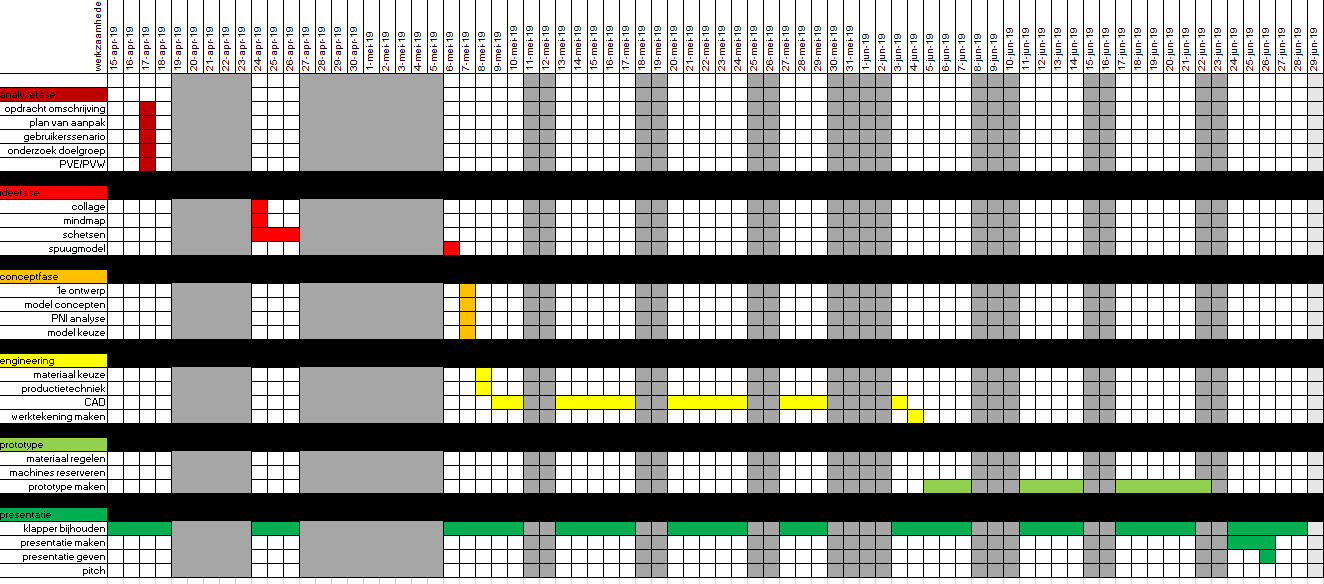 werkzaamhede
15-apr-19
16-apr-19
17-apr-19
18-apr-19
19-apr-19
20-apr-19
21-apr-19
22-apr-19
23-apr-19
24-apr-19
25-apr-19
26-apr-19
27-apr-19
28-apr-19
29-apr-19
30-apr-19
1-mei-19
2-mei-19
3-mei-19
4-mei-19
5-mei-19
6-mei-19
7-mei-19
8-mei-19
9-mei-19
10-mei-19
11-mei-19
12-mei-19
13-mei-19
14-mei-19
15-mei-19
16-mei-19
17-mei-19
18-mei-19
19-mei-19
20-mei-19
21-mei-19
22-mei-19
23-mei-19
24-mei-19
25-mei-19
26-mei-19
27-mei-19
28-mei-19
29-mei-19
30-mei-19
31-mei-19
1-jun-19
2-jun-19
3-jun-19
4-jun-19
5-jun-19
6-jun-19
7-jun-19
8-jun-19
9-jun-19
10-jun-19
11-jun-19
12-jun-19
13-jun-19
14-jun-19
15-jun-19
16-jun-19
17-jun-19
18-jun-19
19-jun-19
20-jun-19
21-jun-19
22-jun-19
23-jun-19
24-jun-19
25-jun-19
26-jun-19
27-jun-19
28-jun-19
29-jun-19
analysefase
opdracht omschrijving
plan van aanpak
gebruikerssenario
onderzoek doelgroep
PVE/PVW
ideefase
collage
mindmap
schetsen
spuugmodel
conceptfase
1e ontwerp
model concepten
PNI analyse
model keuze
engineering
materiaal keuze
productietechniek
CAD
werktekening maken
prototype
materiaal regelen
machines reserveren
prototype maken
presentatie
klapper bijhouden
presentatie maken
presentatie geven
pitch